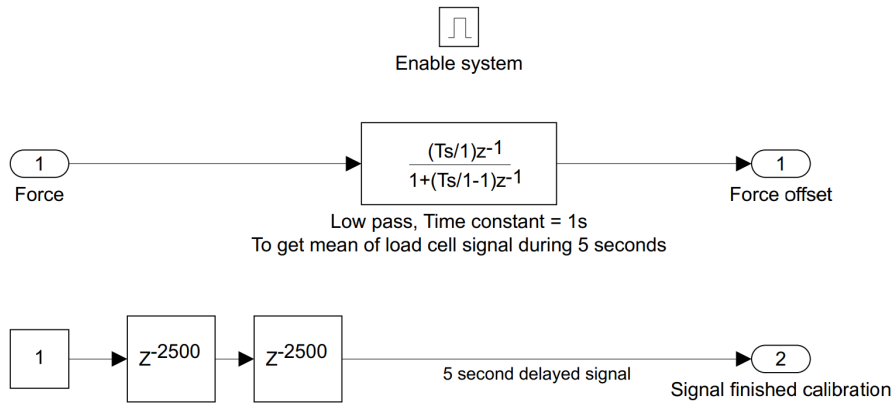 Enable system
1
(Ts/1)z-1
1+(Ts/1-1)z-1
1
Force
Force offset
Low pass, Time constant = 1s
To get mean of load cell signal during 5 seconds
1
Z-2500
Z-2500
2
5 second delayed signal
Signal finished calibration